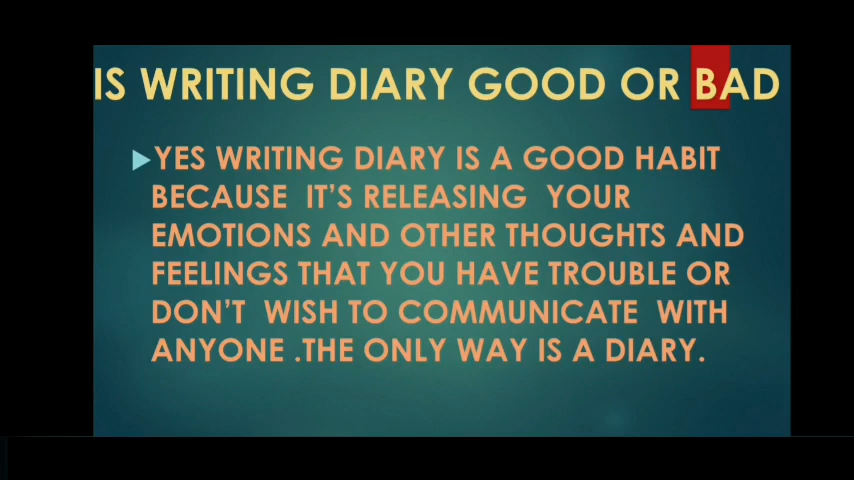 IS WRITING DIARY GOOD OR BAD
YES WRITING DIARY IS A GOOD HABIT
BECAUSE IT'S RELEASING YOUR
EMOTIONS AND OTHER THOUGHTS AND
FEELINGS THAT YOU HAVE TROUBLE OR
DON'T WISH TO COMMUNICATE WITH
ANYONE .THE ONLY WAY IS A DIARY.